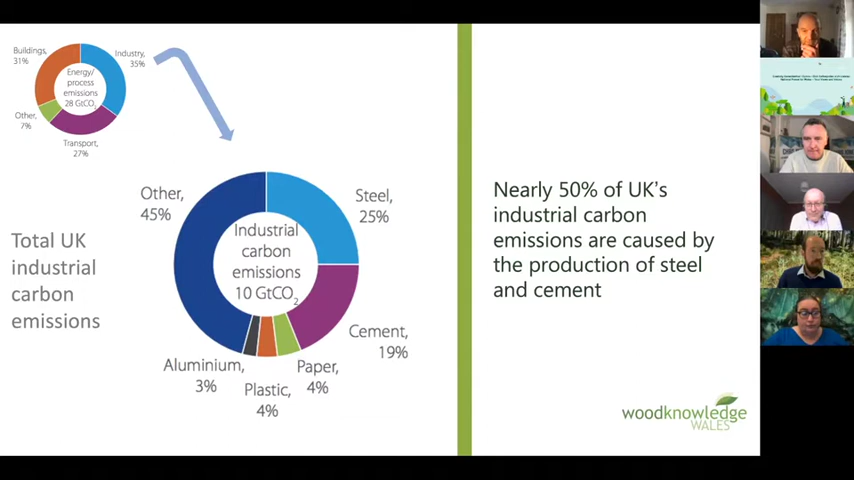 Buildings,
31%
Industry,
35%
Energy/
process
emissions
28 GtCO2
Other,
7%
Transport,
27%
Other,
45%
Steel,
25%
Industrial
carbon
emissions
10 GtCO2
Cement,
19%
Paper,
4%
Plastic,
4%
Aluminium,
3%
Total UK
industrial
carbon
emissions
Nearly 50% of UK's
industrial carbon
emissions are caused by
the production of steel
and cement
woodknowledge
WALES